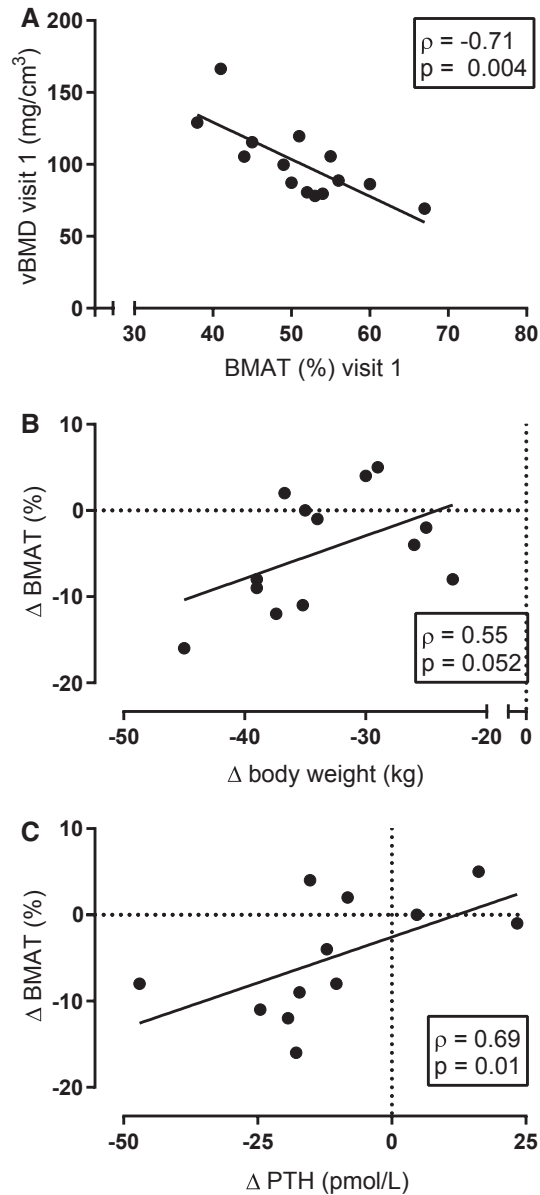 A
200
150
100
50
0
vBMD visit 1 (mg/cm³)
ρ = -0.71
p = 0.004
30 40 50 60 70 80
BMAT (%) visit 1
B
10
0
-10
-20
Δ BMAT (%)
ρ = 0.55
p = 0.052
-50 -40 -30 -20 0
Δ body weight (kg)
C
10
0
-10
-20
Δ BMAT (%)
ρ = 0.69
p = 0.01
-50 -25 0 25
Δ PTH (pmol/L)